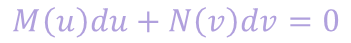 M(u)du + N(v)dv = 0